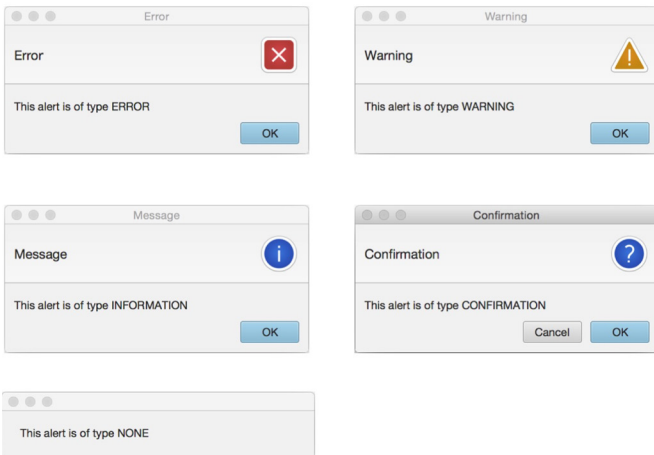 Error
Error
This alert is of type ERROR
OK
Warning
Warning
This alert is of type WARNING
OK
Message
Message
This alert is of type INFORMATION
OK
Confirmation
Confirmation
This alert is of type CONFIRMATION
Cancel OK
This alert is of type NONE